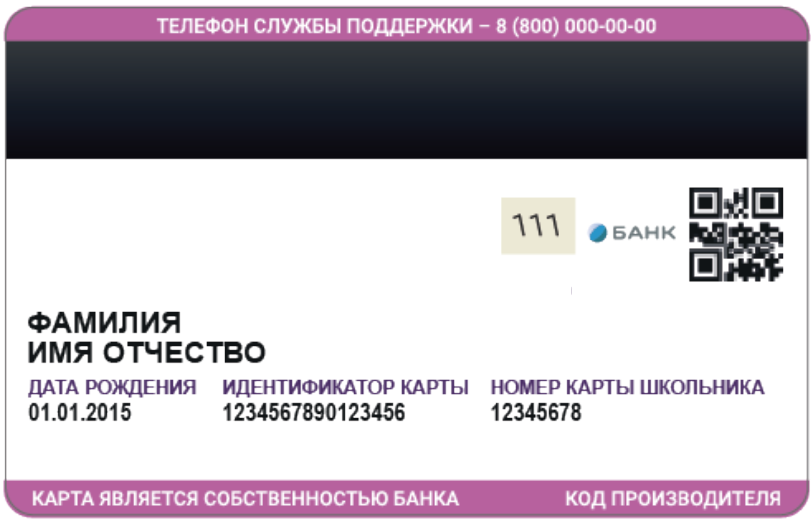 ТЕЛЕФОН СЛУЖБЫ ПОДДЕРЖКИ – 8 (800) 000-00-00
111
БАНК
ФАМИЛИЯ
ИМЯ ОТЧЕСТВО
ДАТА РОЖДЕНИЯ ИДЕНТИФИКАТОР КАРТЫ НОМЕР КАРТЫ ШКОЛЬНИКА
01.01.2015 1234567890123456 12345678
КАРТА ЯВЛЯЕТСЯ СОБСТВЕННОСТЬЮ БАНКА КОД ПРОИЗВОДИТЕЛЯ